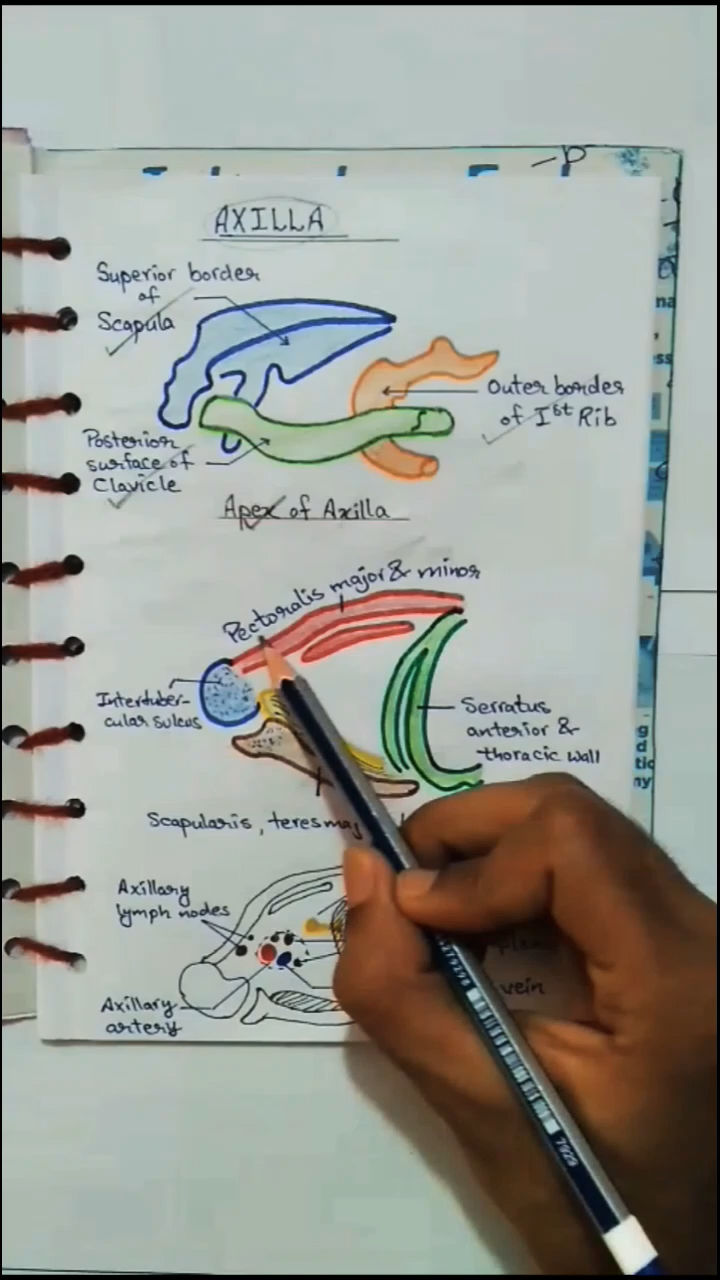 AXILLA
Superior border
of
Scapula
Outer border
of Ist Rib
Posterior
surface of
Clavicle
Apex of Axilla
Pectoralis major & minor
Intertuber-
cular sulcus
Serratus
anterior &
thoracic wall
Scapularis, teres
Axillary
lymph nodes
vein
Axillary
artery
7929